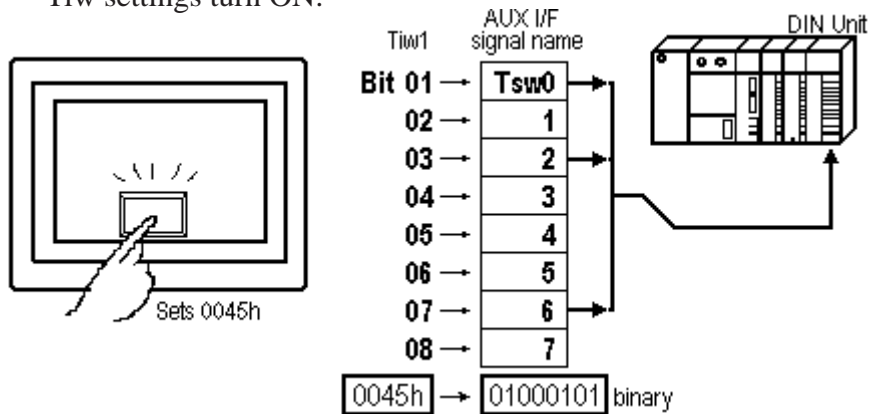 Tiw settings turn ON.
Tiw1
AUX I/F
signal name
DIN Unit
Bit 01 Tsw0
02 1
03 2
04 3
05 4
06 5
07 6
08 7
Sets 0045h
0045h 01000101 binary